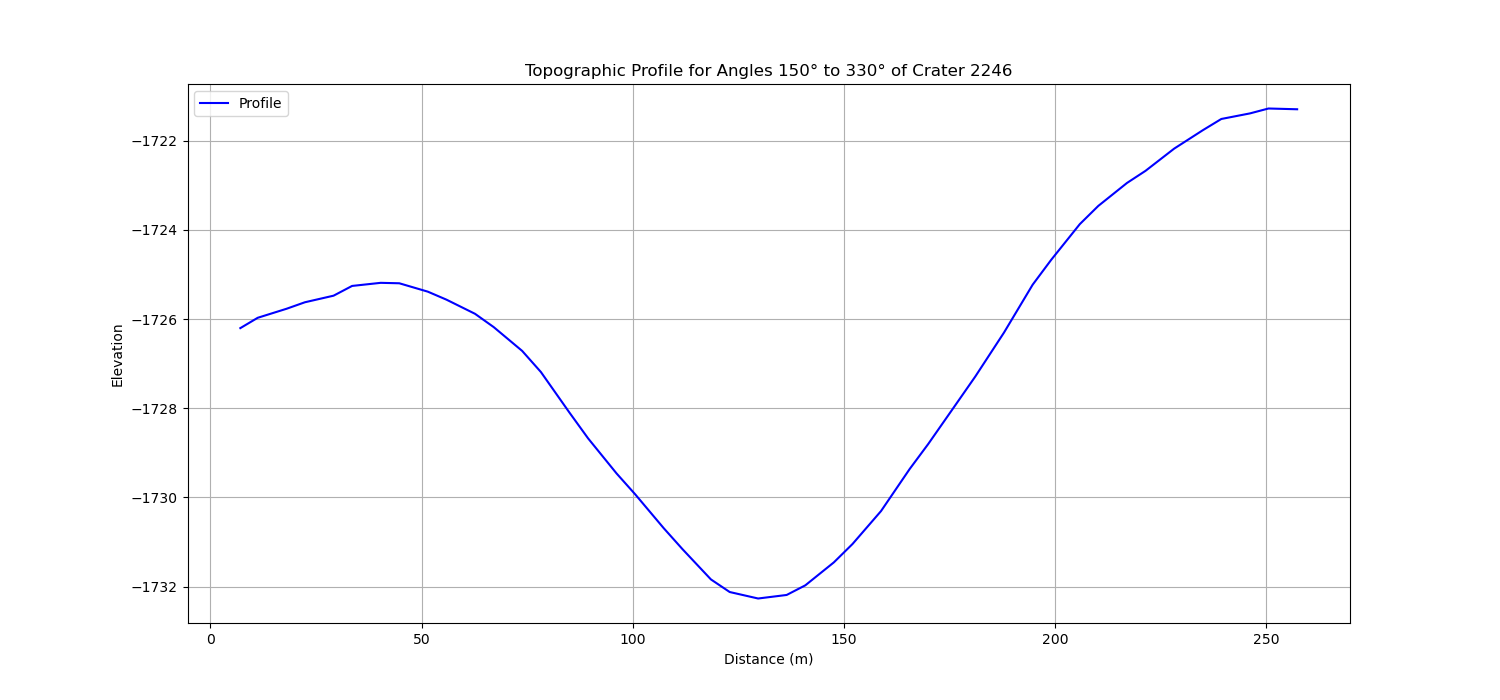 Topographic Profile for Angles 150° to 330° of Crater 2246
Profile
−1722
−1724
−1726
−1728
−1730
−1732
Elevation
0 50 100 150 200 250
Distance (m)